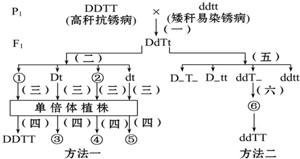 P₁ DDTT × ddtt
(高秆抗锈病) (矮秆易染锈病)
(一)
F₁ DdTt
(二) (五)
① Dt ② dt D_T_ D_tt ddT_ ddtt
(三) (三) (三) (三) (六)
单倍体植株 ⑥
(四) (四) (四) (四)
DDTT ③ ④ ⑤ ddTT
方法一 方法二